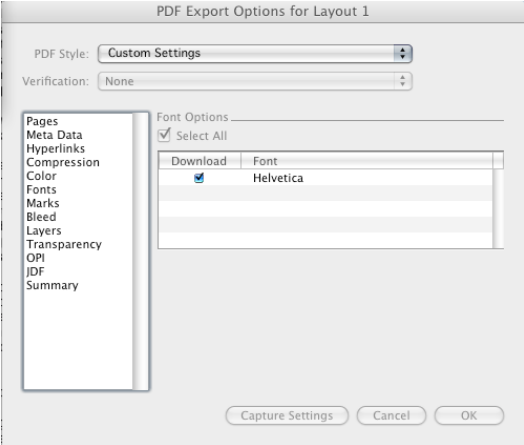 PDF Export Options for Layout 1
PDF Style: Custom Settings
Verification: None
Pages
Meta Data
Hyperlinks
Compression
Color
Fonts
Marks
Bleed
Layers
Transparency
OPI
JDF
Summary
Font Options
Select All
Download Font
Helvetica
Capture Settings Cancel OK